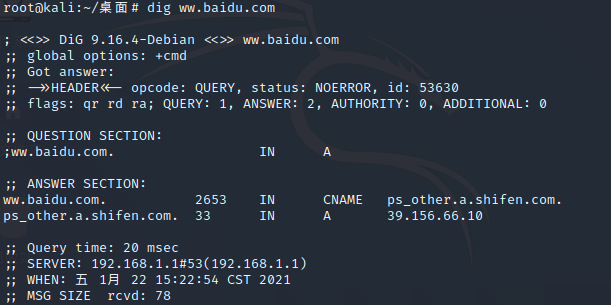 root@kali:~/桌面# dig ww.baidu.com
; <<>> DiG 9.16.4-Debian <<>> ww.baidu.com
;; global options: +cmd
;; Got answer:
;; ->>HEADER<<- opcode: QUERY, status: NOERROR, id: 53630
;; flags: qr rd ra; QUERY: 1, ANSWER: 2, AUTHORITY: 0, ADDITIONAL: 0
;; QUESTION SECTION:
;ww.baidu.com. IN A
;; ANSWER SECTION:
ww.baidu.com. 2653 IN CNAME ps_other.a.shifen.com.
ps_other.a.shifen.com. 33 IN A 39.156.66.10
;; Query time: 20 msec
;; SERVER: 192.168.1.1#53(192.168.1.1)
;; WHEN: 五 1月 22 15:22:54 CST 2021
;; MSG SIZE rcvd: 78